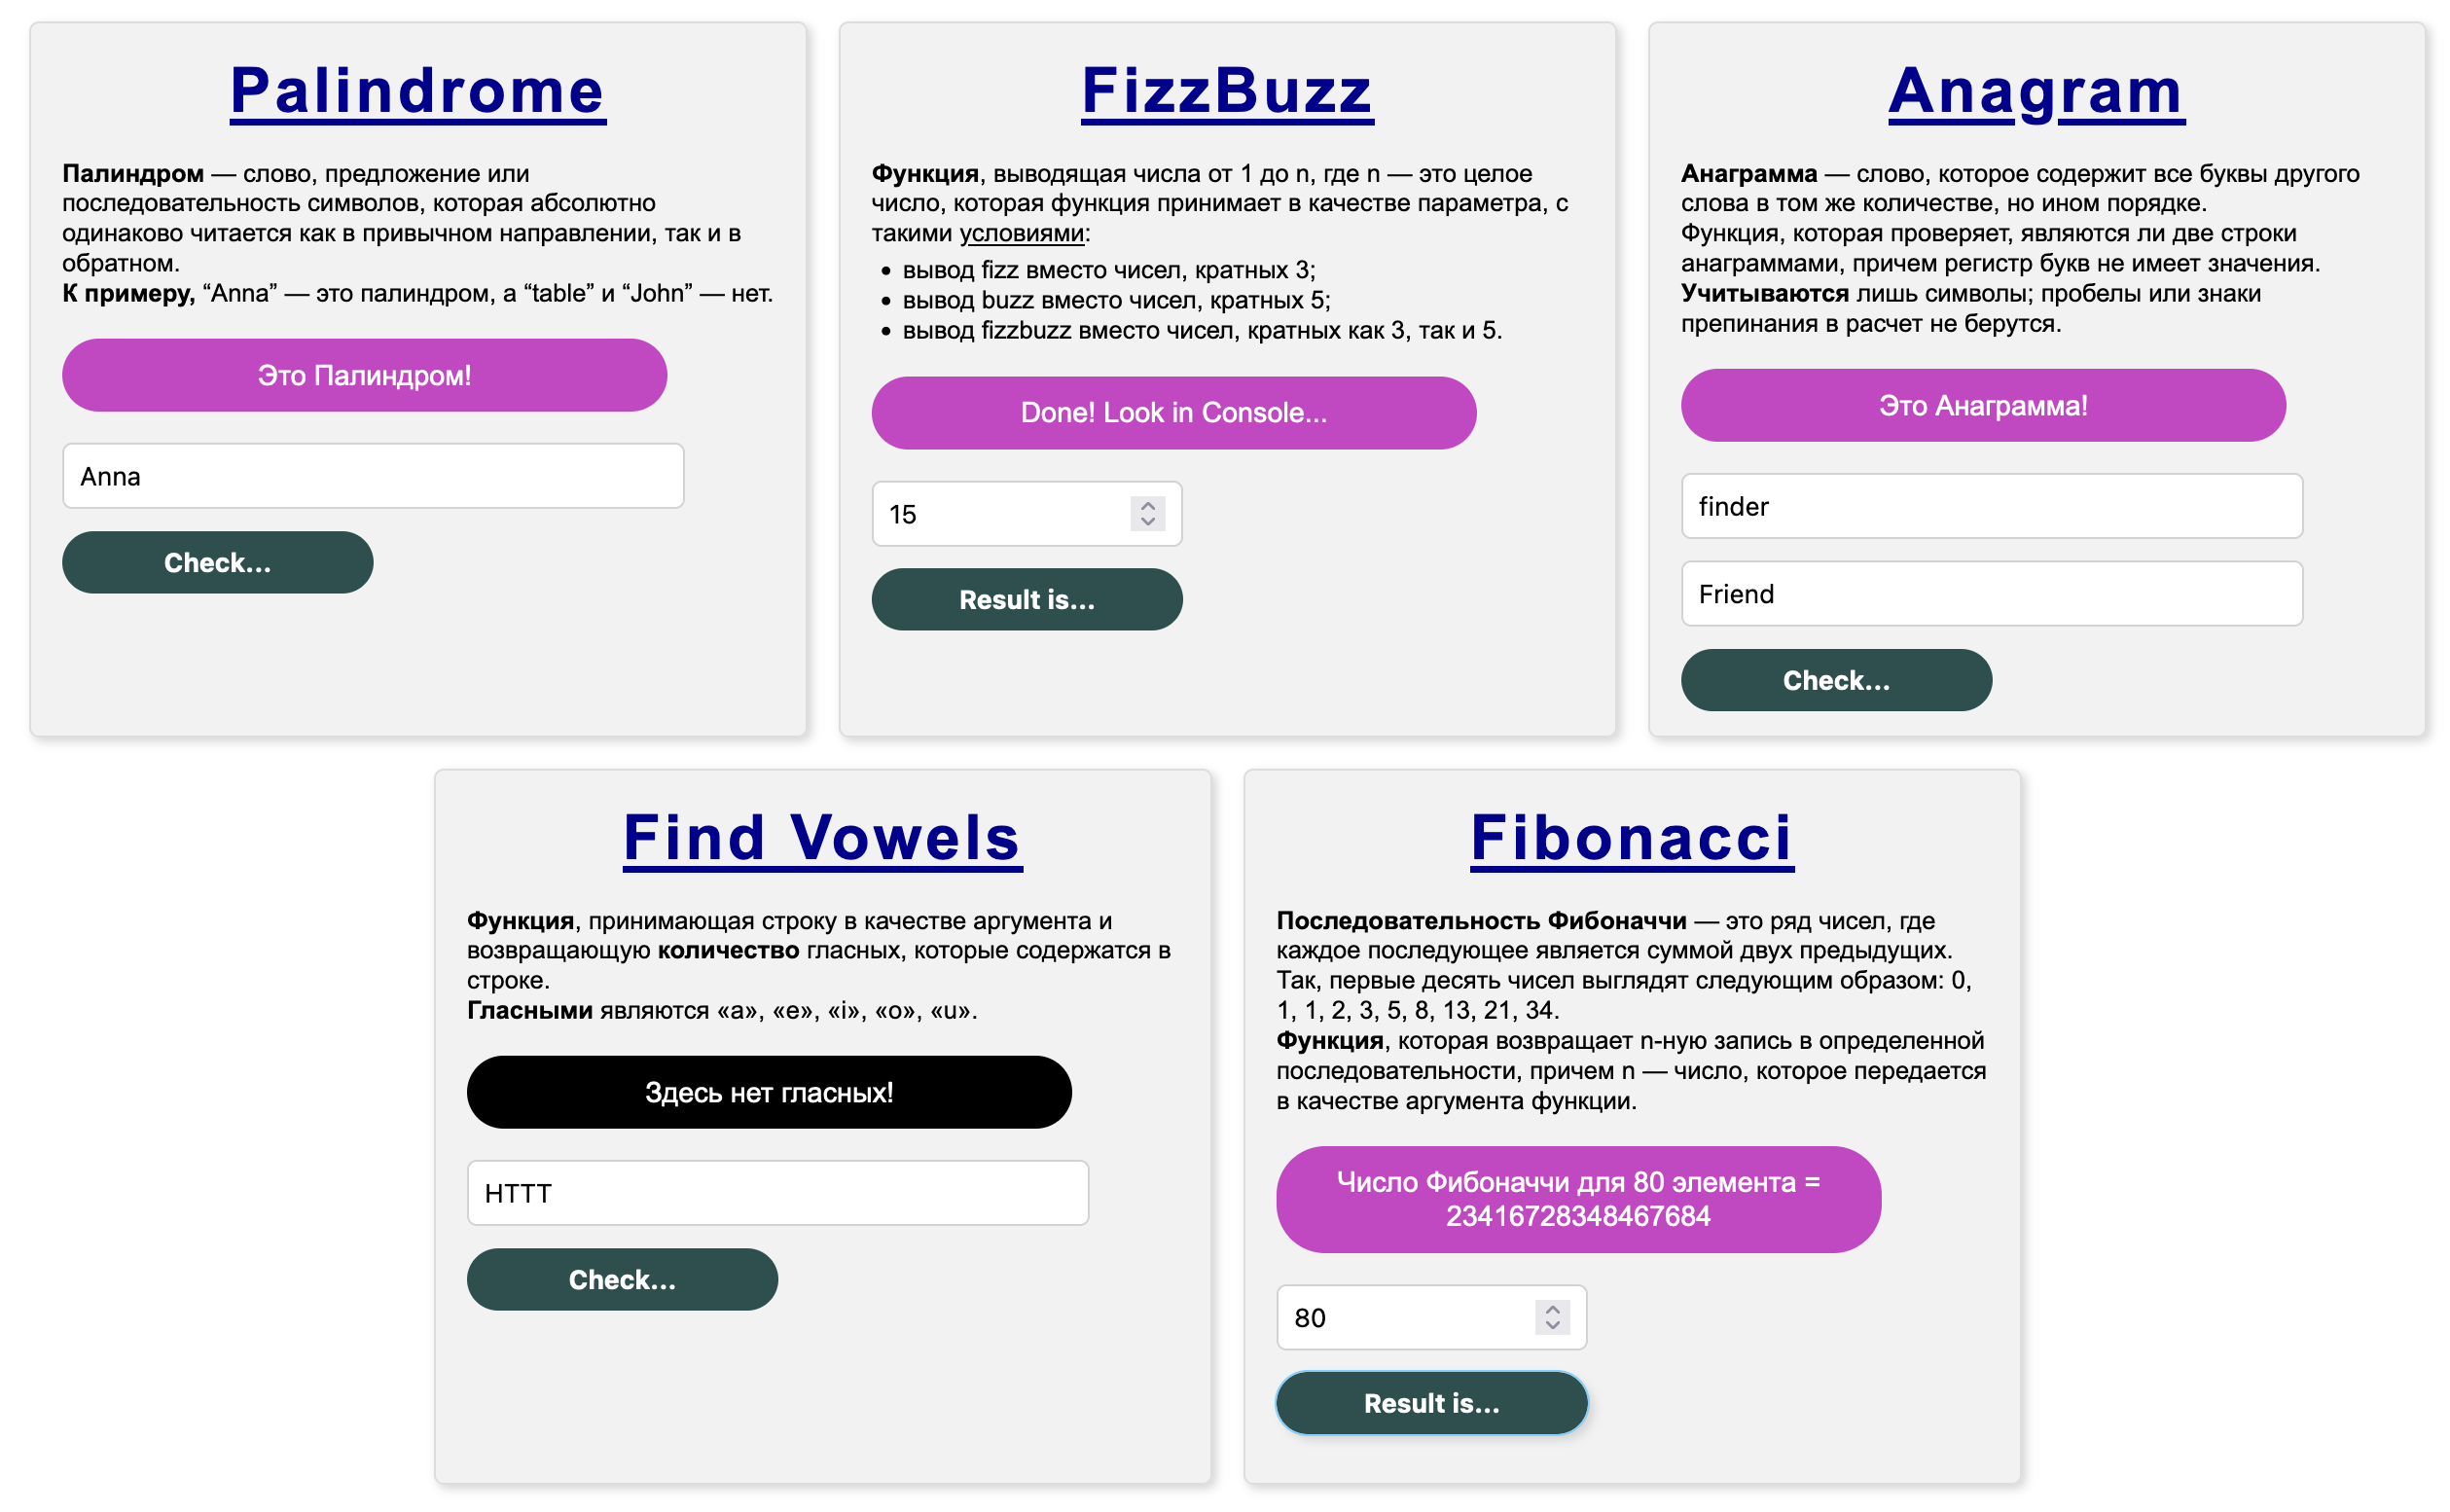 Palindrome
Палиндром — слово, предложение или
последовательность символов, которая абсолютно
одинаково читается как в привычном направлении, так и в
обратном.
К примеру, “Anna” — это палиндром, а “table” и “John” — нет.
Это Палиндром!
Anna
Check...
FizzBuzz
Функция, выводящая числа от 1 до n, где n — это целое
число, которая функция принимает в качестве параметра, с
такими условиями:
• вывод fizz вместо чисел, кратных 3;
• вывод buzz вместо чисел, кратных 5;
• вывод fizzbuzz вместо чисел, кратных как 3, так и 5.
Done! Look in Console...
15
Result is...
Anagram
Анаграмма — слово, которое содержит все буквы другого
слова в том же количестве, но ином порядке.
Функция, которая проверяет, являются ли две строки
анаграммами, причем регистр букв не имеет значения.
Учитываются лишь символы; пробелы или знаки
препинания в расчет не берутся.
Это Анаграмма!
finder
Friend
Check...
Find Vowels
Функция, принимающая строку в качестве аргумента и
возвращающую количество гласных, которые содержатся в
строке.
Гласными являются «a», «e», «i», «o», «u».
Здесь нет гласных!
HTTT
Check...
Fibonacci
Последовательность Фибоначчи — это ряд чисел, где
каждое последующее является суммой двух предыдущих.
Так, первые десять чисел выглядят следующим образом: 0,
1, 1, 2, 3, 5, 8, 13, 21, 34.
Функция, которая возвращает n-ную запись в определенной
последовательности, причем n — число, которое передается
в качестве аргумента функции.
Число Фибоначчи для 80 элемента =
23416728348467684
80
Result is...